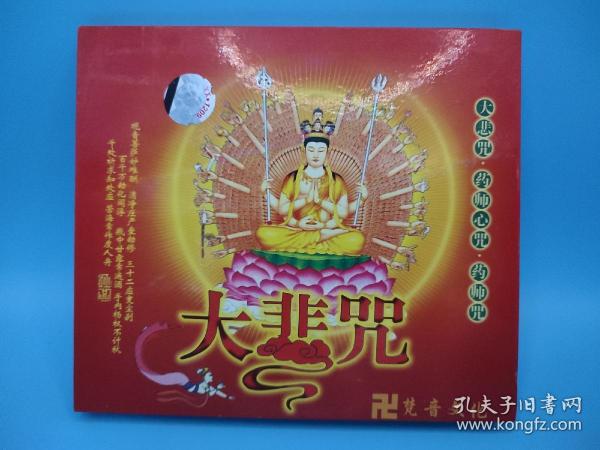 大悲咒·药师心咒·药师咒
观音菩萨妙难酬 清净庄严累劫修 三十二应遍尘刹
百千万劫化阎浮 瓶中甘露常遍洒 手内杨枝不计秋
千处祈求千处应 苦海常作度人舟
大悲咒
卍 梵音文化
孔夫子旧書网
www.kongfz.com